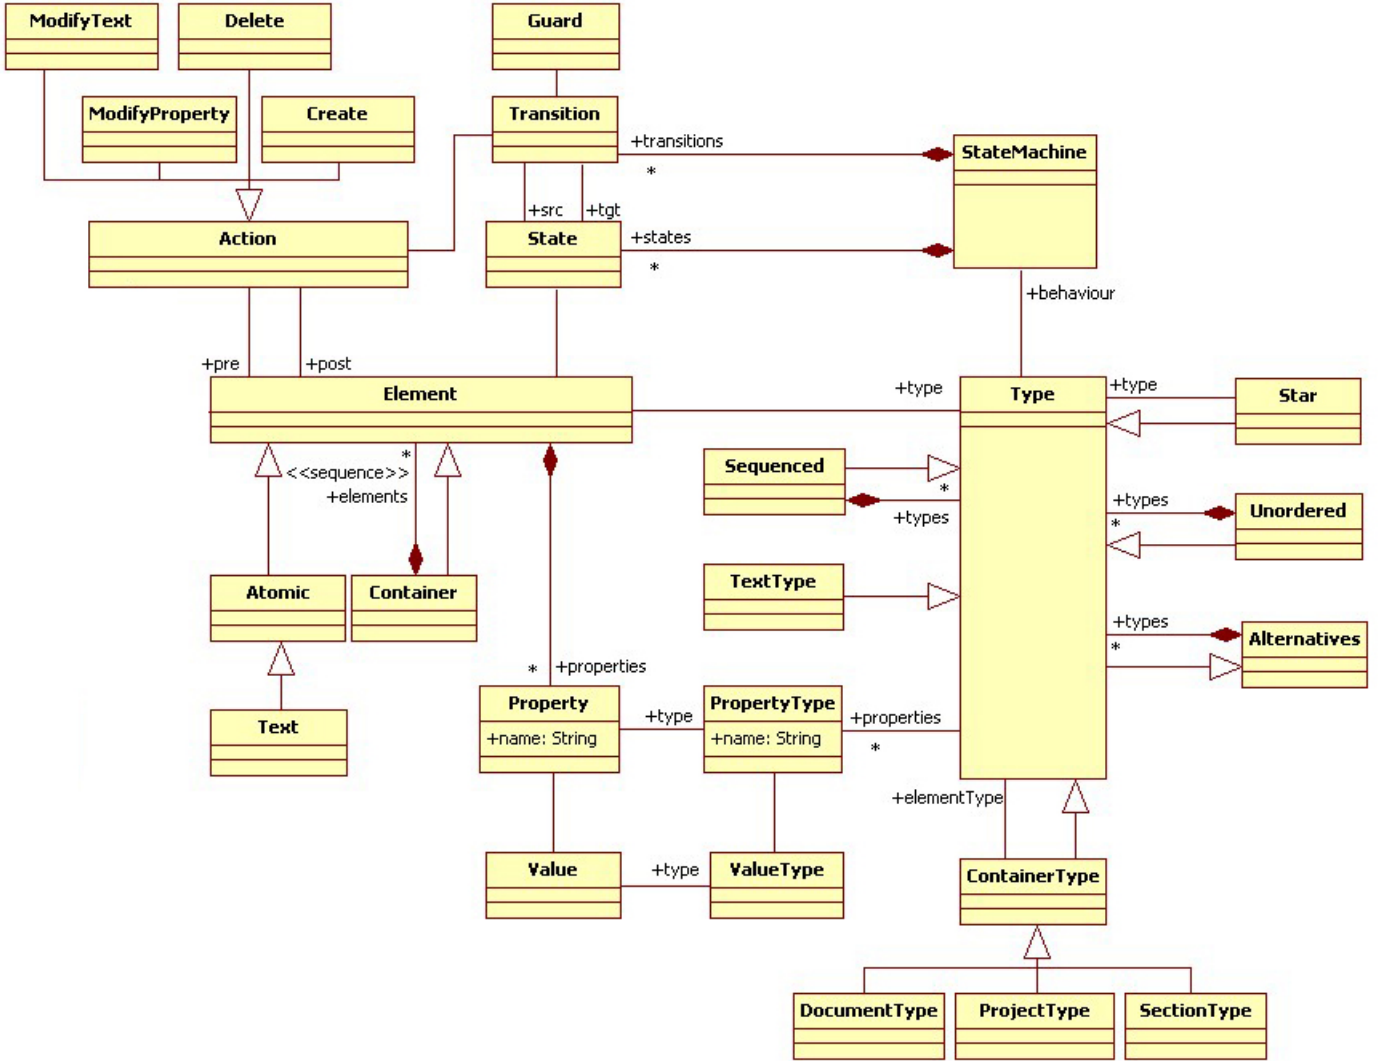 ModifyText
Delete
Guard
ModifyProperty
Create
Transition
+transitions
*
StateMachine
+src
+tgt
Action
State
+states
*
+behaviour
+pre
+post
Element
+type
Type
+type
Star
*
<<sequence>>
+elements
Sequenced
*
+types
+types
*
Unordered
Atomic
Container
TextType
+types
*
Alternatives
*
+properties
Text
Property
+name: String
+type
PropertyType
+name: String
+properties
*
+elementType
Value
+type
ValueType
ContainerType
DocumentType
ProjectType
SectionType